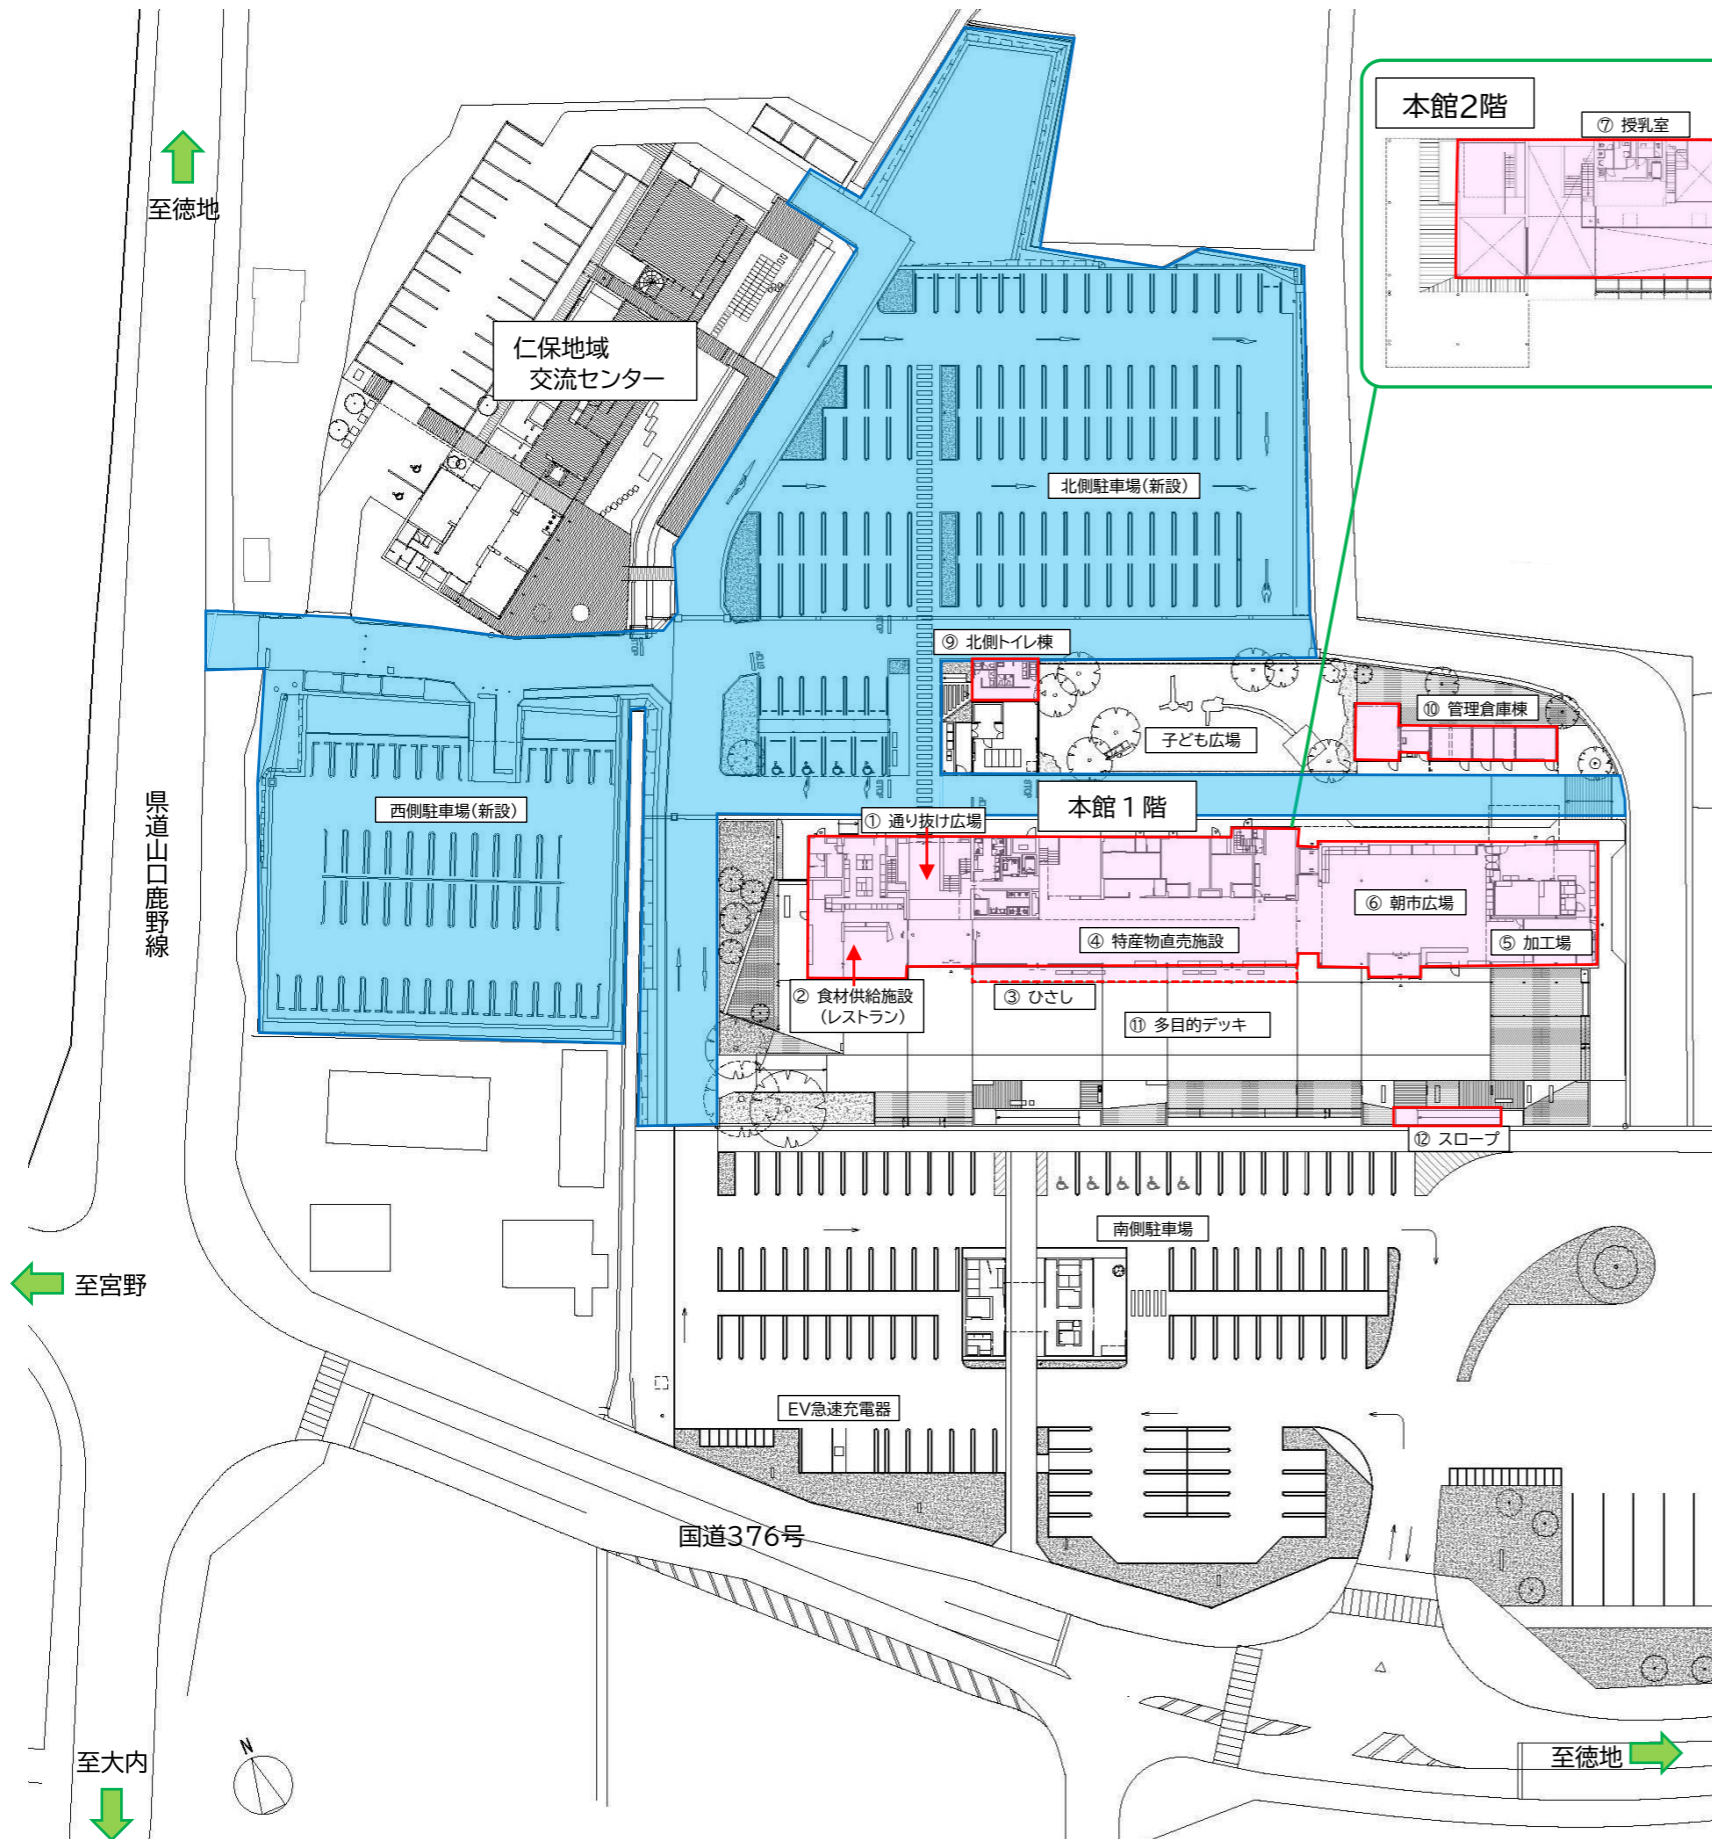 本館2階
⑦ 授乳室
至徳地
仁保地域
交流センター
北側駐車場(新設)
⑨ 北側トイレ棟
⑩ 管理倉庫棟
子ども広場
西側駐車場(新設)
本館1階
① 通り抜け広場
県道山口鹿野線
⑥ 朝市広場
④ 特産物直売施設
⑤ 加工場
② 食材供給施設
(レストラン)
③ ひさし
⑪ 多目的デッキ
⑫ スロープ
南側駐車場
至宮野
EV急速充電器
国道376号
N
至大内
至徳地